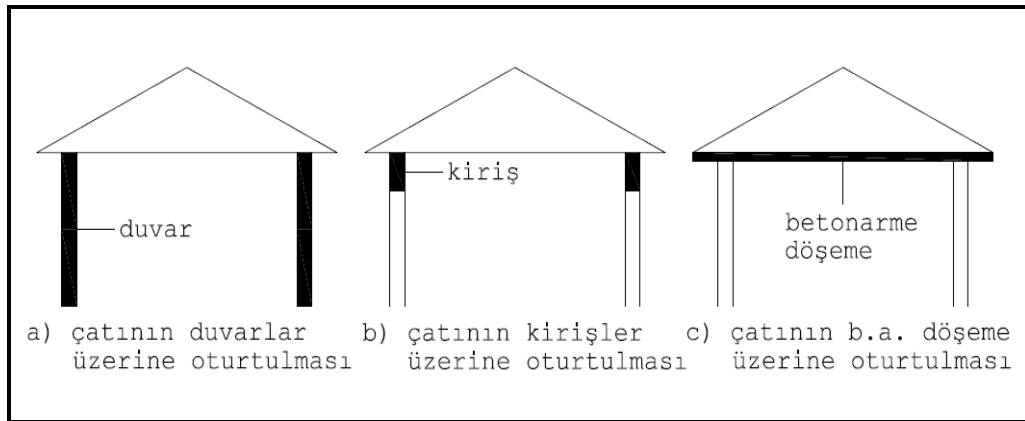 duvar
a) çatının duvarlar
üzerine oturtulması
kiriş
b) çatının kirişler
üzerine oturtulması
betonarme
döşeme
c) çatının b.a. döşeme
üzerine oturtulması